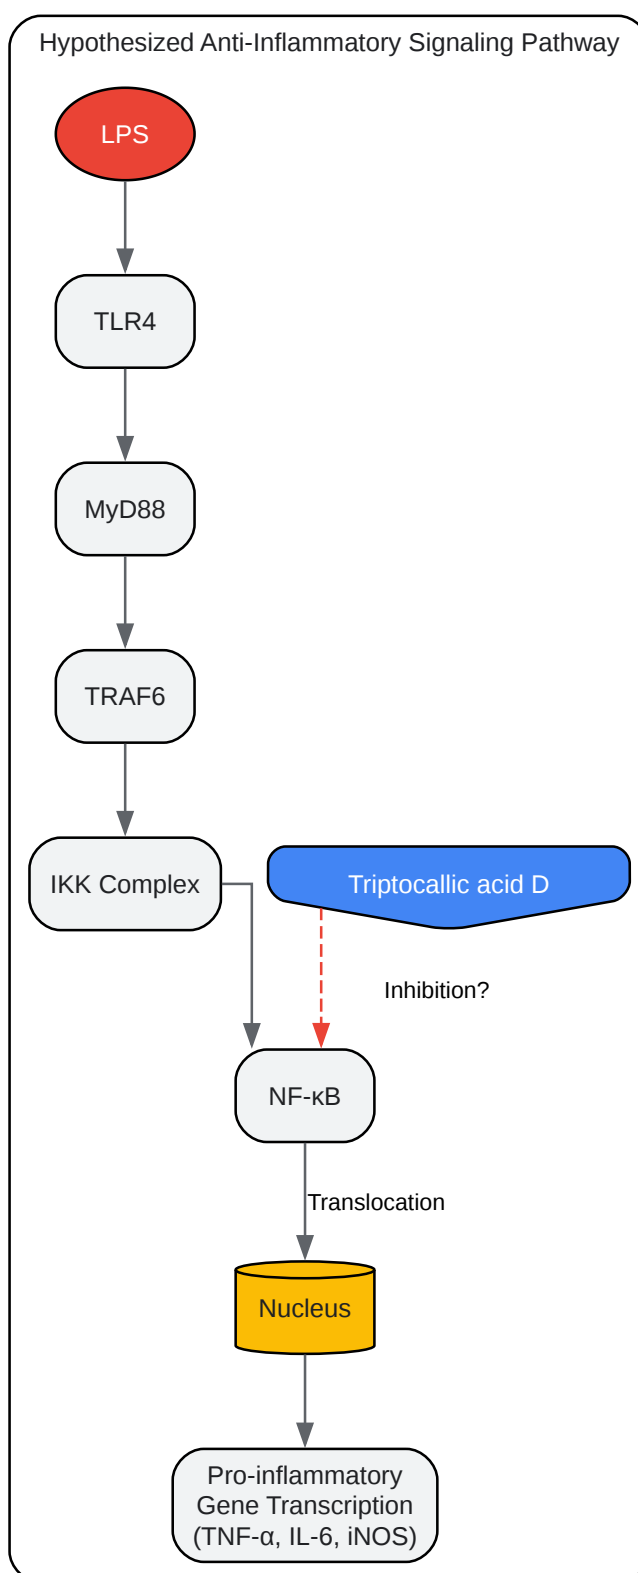 Hypothesized Anti-Inflammatory Signaling Pathway
LPS
TLR4
MyD88
TRAF6
IKK Complex
Triptocallic acid D
Inhibition?
NF-κB
Translocation
Nucleus
Pro-inflammatory
Gene Transcription
(TNF-α, IL-6, iNOS)